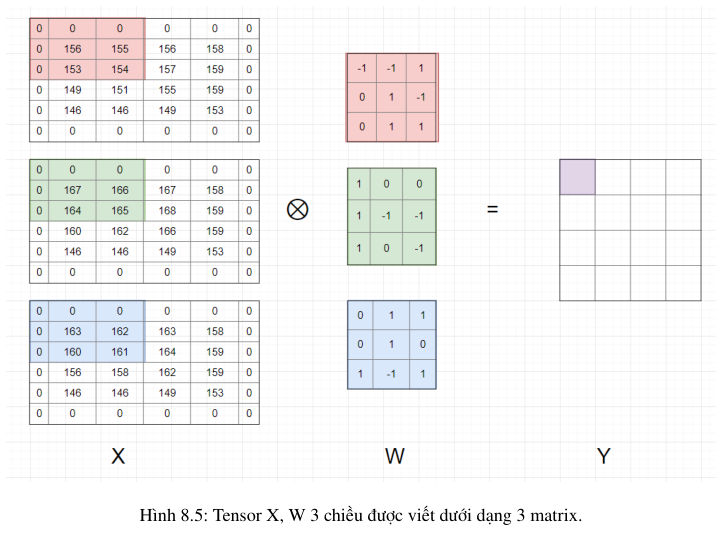 0 0 0 0 0 0
0 156 155 156 158 0
0 153 154 157 159 0
0 149 151 155 159 0
0 146 146 149 153 0
0 0 0 0 0 0
-1 -1 1
0 1 -1
0 1 1
0 0 0 0 0 0
0 167 166 167 158 0
0 164 165 168 159 0
0 160 162 166 159 0
0 146 146 149 153 0
0 0 0 0 0 0
⊗
1 0 0
1 -1 -1
1 0 -1
=
0 0 0 0 0 0
0 163 162 163 158 0
0 160 161 164 159 0
0 156 158 162 159 0
0 146 146 149 153 0
0 0 0 0 0 0
0 1 1
0 1 0
1 -1 1
X W Y
Hình 8.5: Tensor X, W 3 chiều được viết dưới dạng 3 matrix.